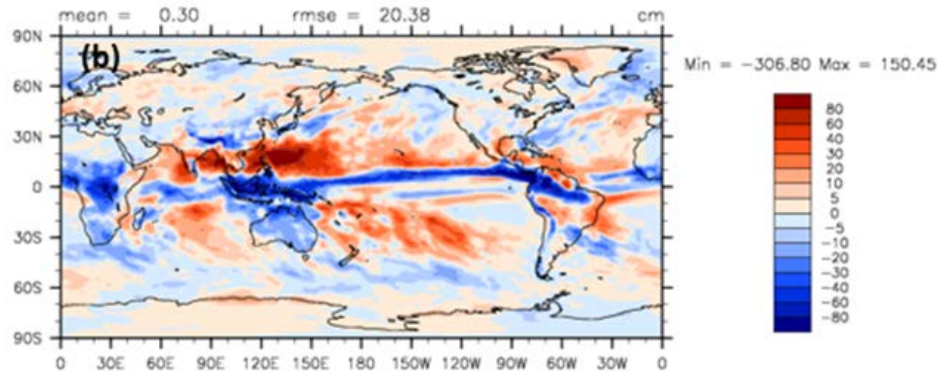 mean = 0.30 rmse = 20.38 cm
(b)
Min = -306.80 Max = 150.45
90N
60N
30N
0
30S
60S
90S
0 30E 60E 90E 120E 150E 180 150W 120W 90W 60W 30W 0
80
60
40
30
20
10
5
0
-5
-10
-20
-30
-40
-60
-80